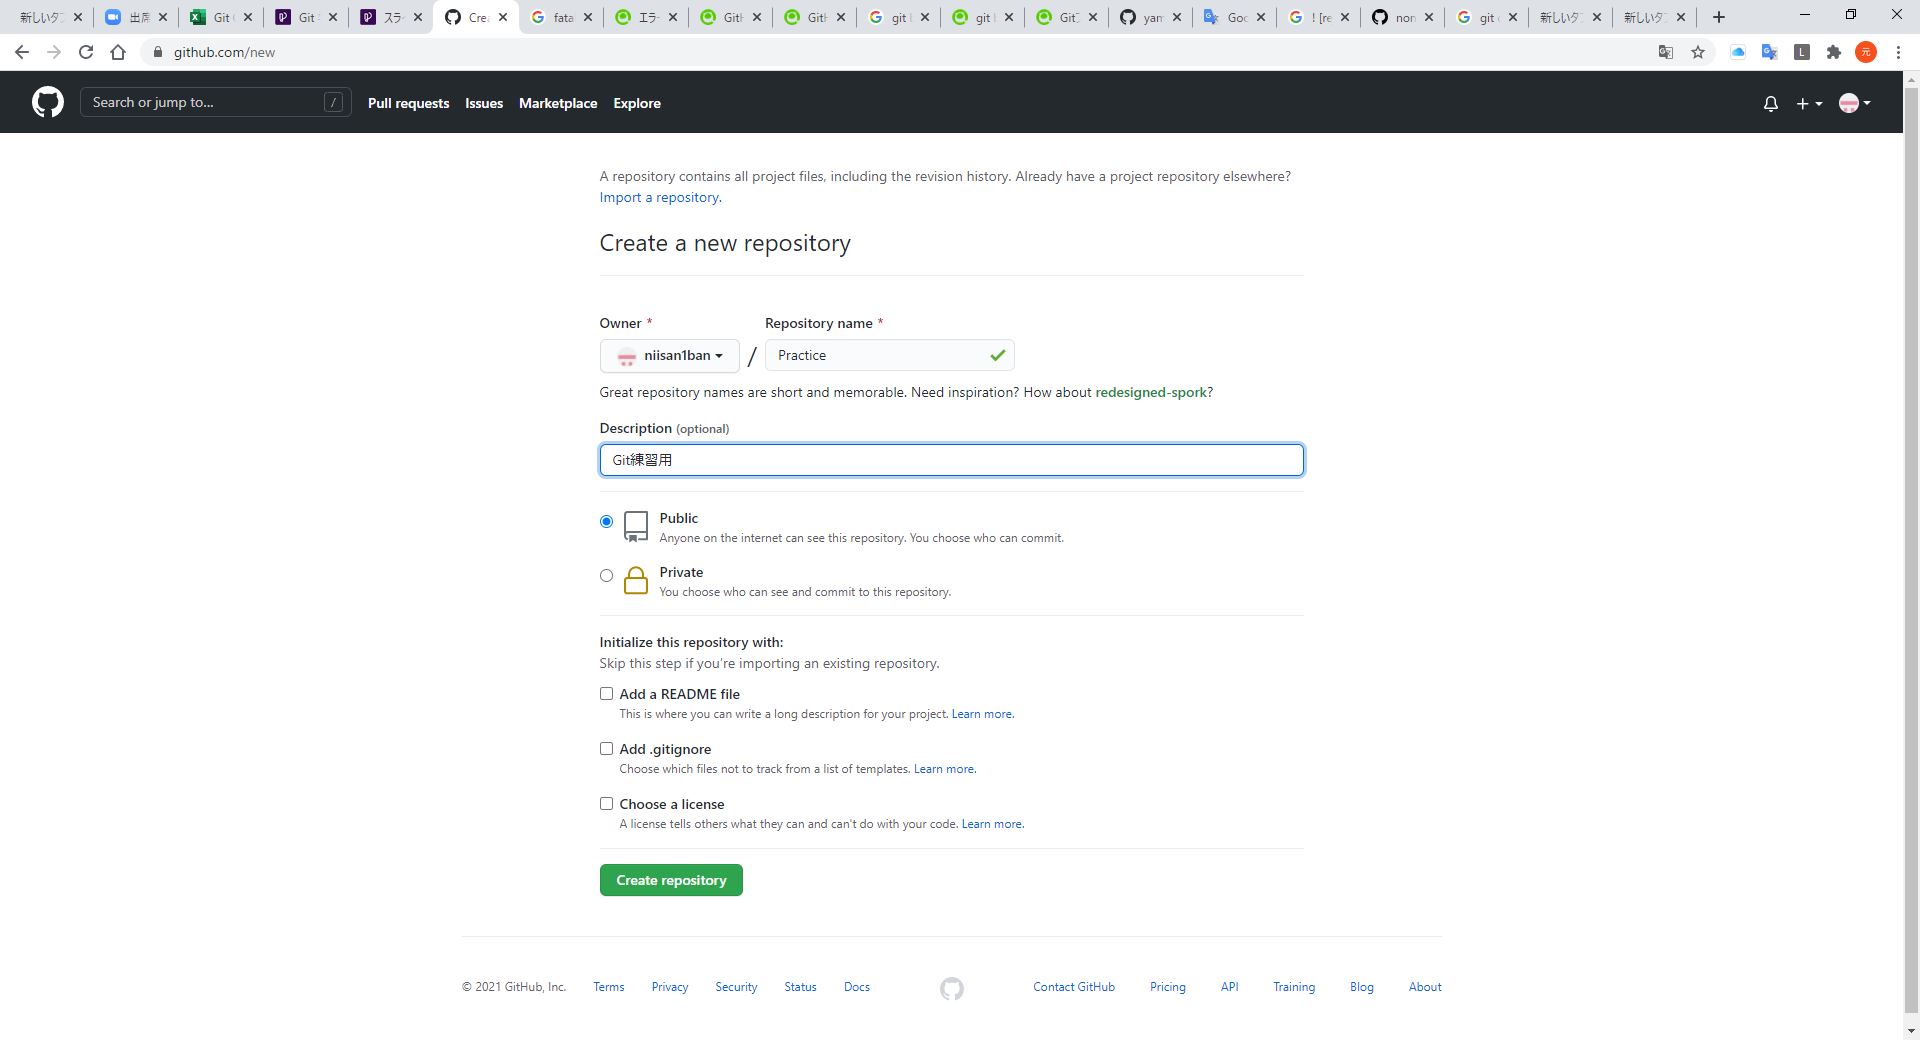 新しいタブ
出席
Git
Git
スライ
Crea
fata
エラー
GitH
GitH
git
git
Git
yam
Goo
! [re
non
git
新しいタブ
新しいタブ
github.com/new
L
元
Search or jump to...
/
Pull requests Issues Marketplace Explore
A repository contains all project files, including the revision history. Already have a project repository elsewhere?
Import a repository.
Create a new repository
Owner * Repository name *
niisan1ban / Practice
Great repository names are short and memorable. Need inspiration? How about redesigned-spork?
Description (optional)
Git練習用
Public
Anyone on the internet can see this repository. You choose who can commit.
Private
You choose who can see and commit to this repository.
Initialize this repository with:
Skip this step if you're importing an existing repository.
Add a README file
This is where you can write a long description for your project. Learn more.
Add .gitignore
Choose which files not to track from a list of templates. Learn more.
Choose a license
A license tells others what they can and can't do with your code. Learn more.
Create repository
© 2021 GitHub, Inc. Terms Privacy Security Status Docs Contact GitHub Pricing API Training Blog About